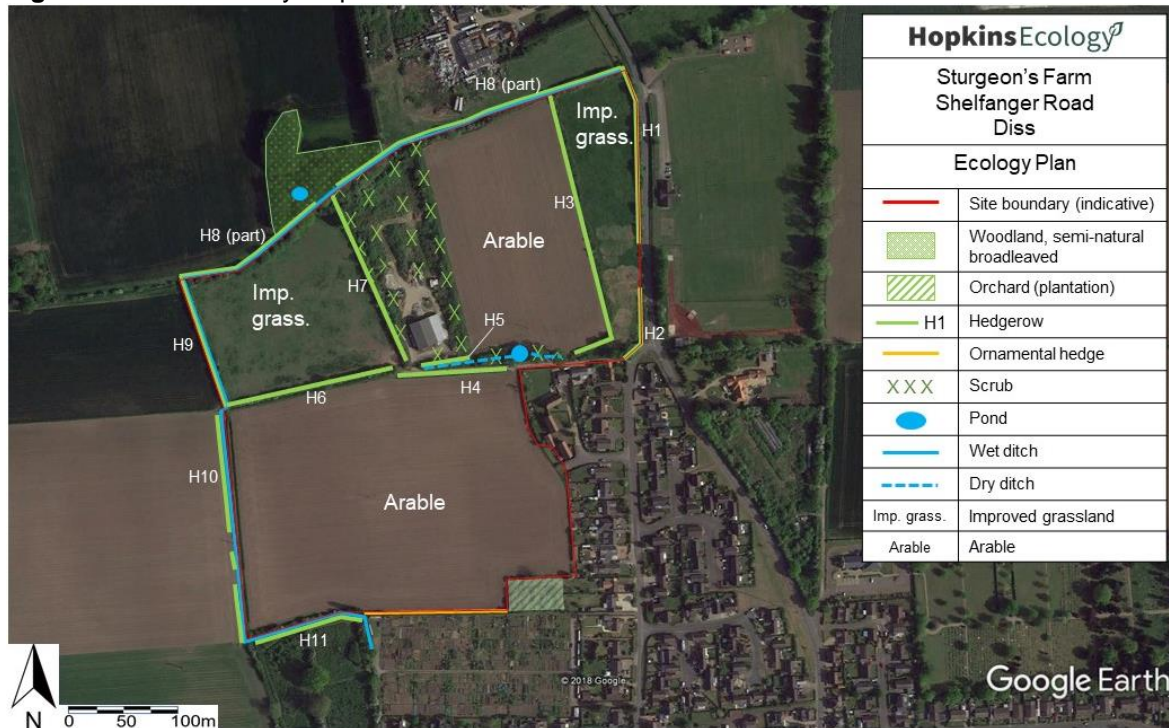 HopkinsEcology
Sturgeon's Farm
Shelfanger Road
Diss
Ecology Plan
Site boundary (indicative)
Woodland, semi-natural
broadleaved
Orchard (plantation)
H1 Hedgerow
Ornamental hedge
X X X Scrub
Pond
Wet ditch
Dry ditch
Imp. grass. Improved grassland
Arable Arable
H8 (part)
Imp.
grass.
H1
H3
Arable
H8 (part)
H7
Imp.
grass.
H5
H2
H9
H4
H6
H10
Arable
H11
© 2018 Google
Google Earth
N
0 50 100m